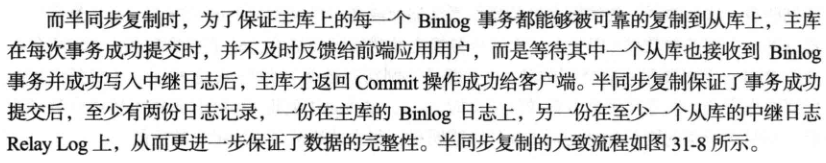 而半同步复制时，为了保证主库上的每一个 Binlog 事务都能够被可靠的复制到从库上，主库
在每次事务成功提交时，并不及时反馈给前端应用用户，而是等待其中一个从库也接收到 Binlog
事务并成功写入中继日志后，主库才返回 Commit 操作成功给客户端。半同步复制保证了事务成功
提交后，至少有两份日志记录，一份在主库的 Binlog 日志上，另一份在至少一个从库的中继日志
Relay Log 上，从而更进一步保证了数据的完整性。半同步复制的大致流程如图 31-8 所示。